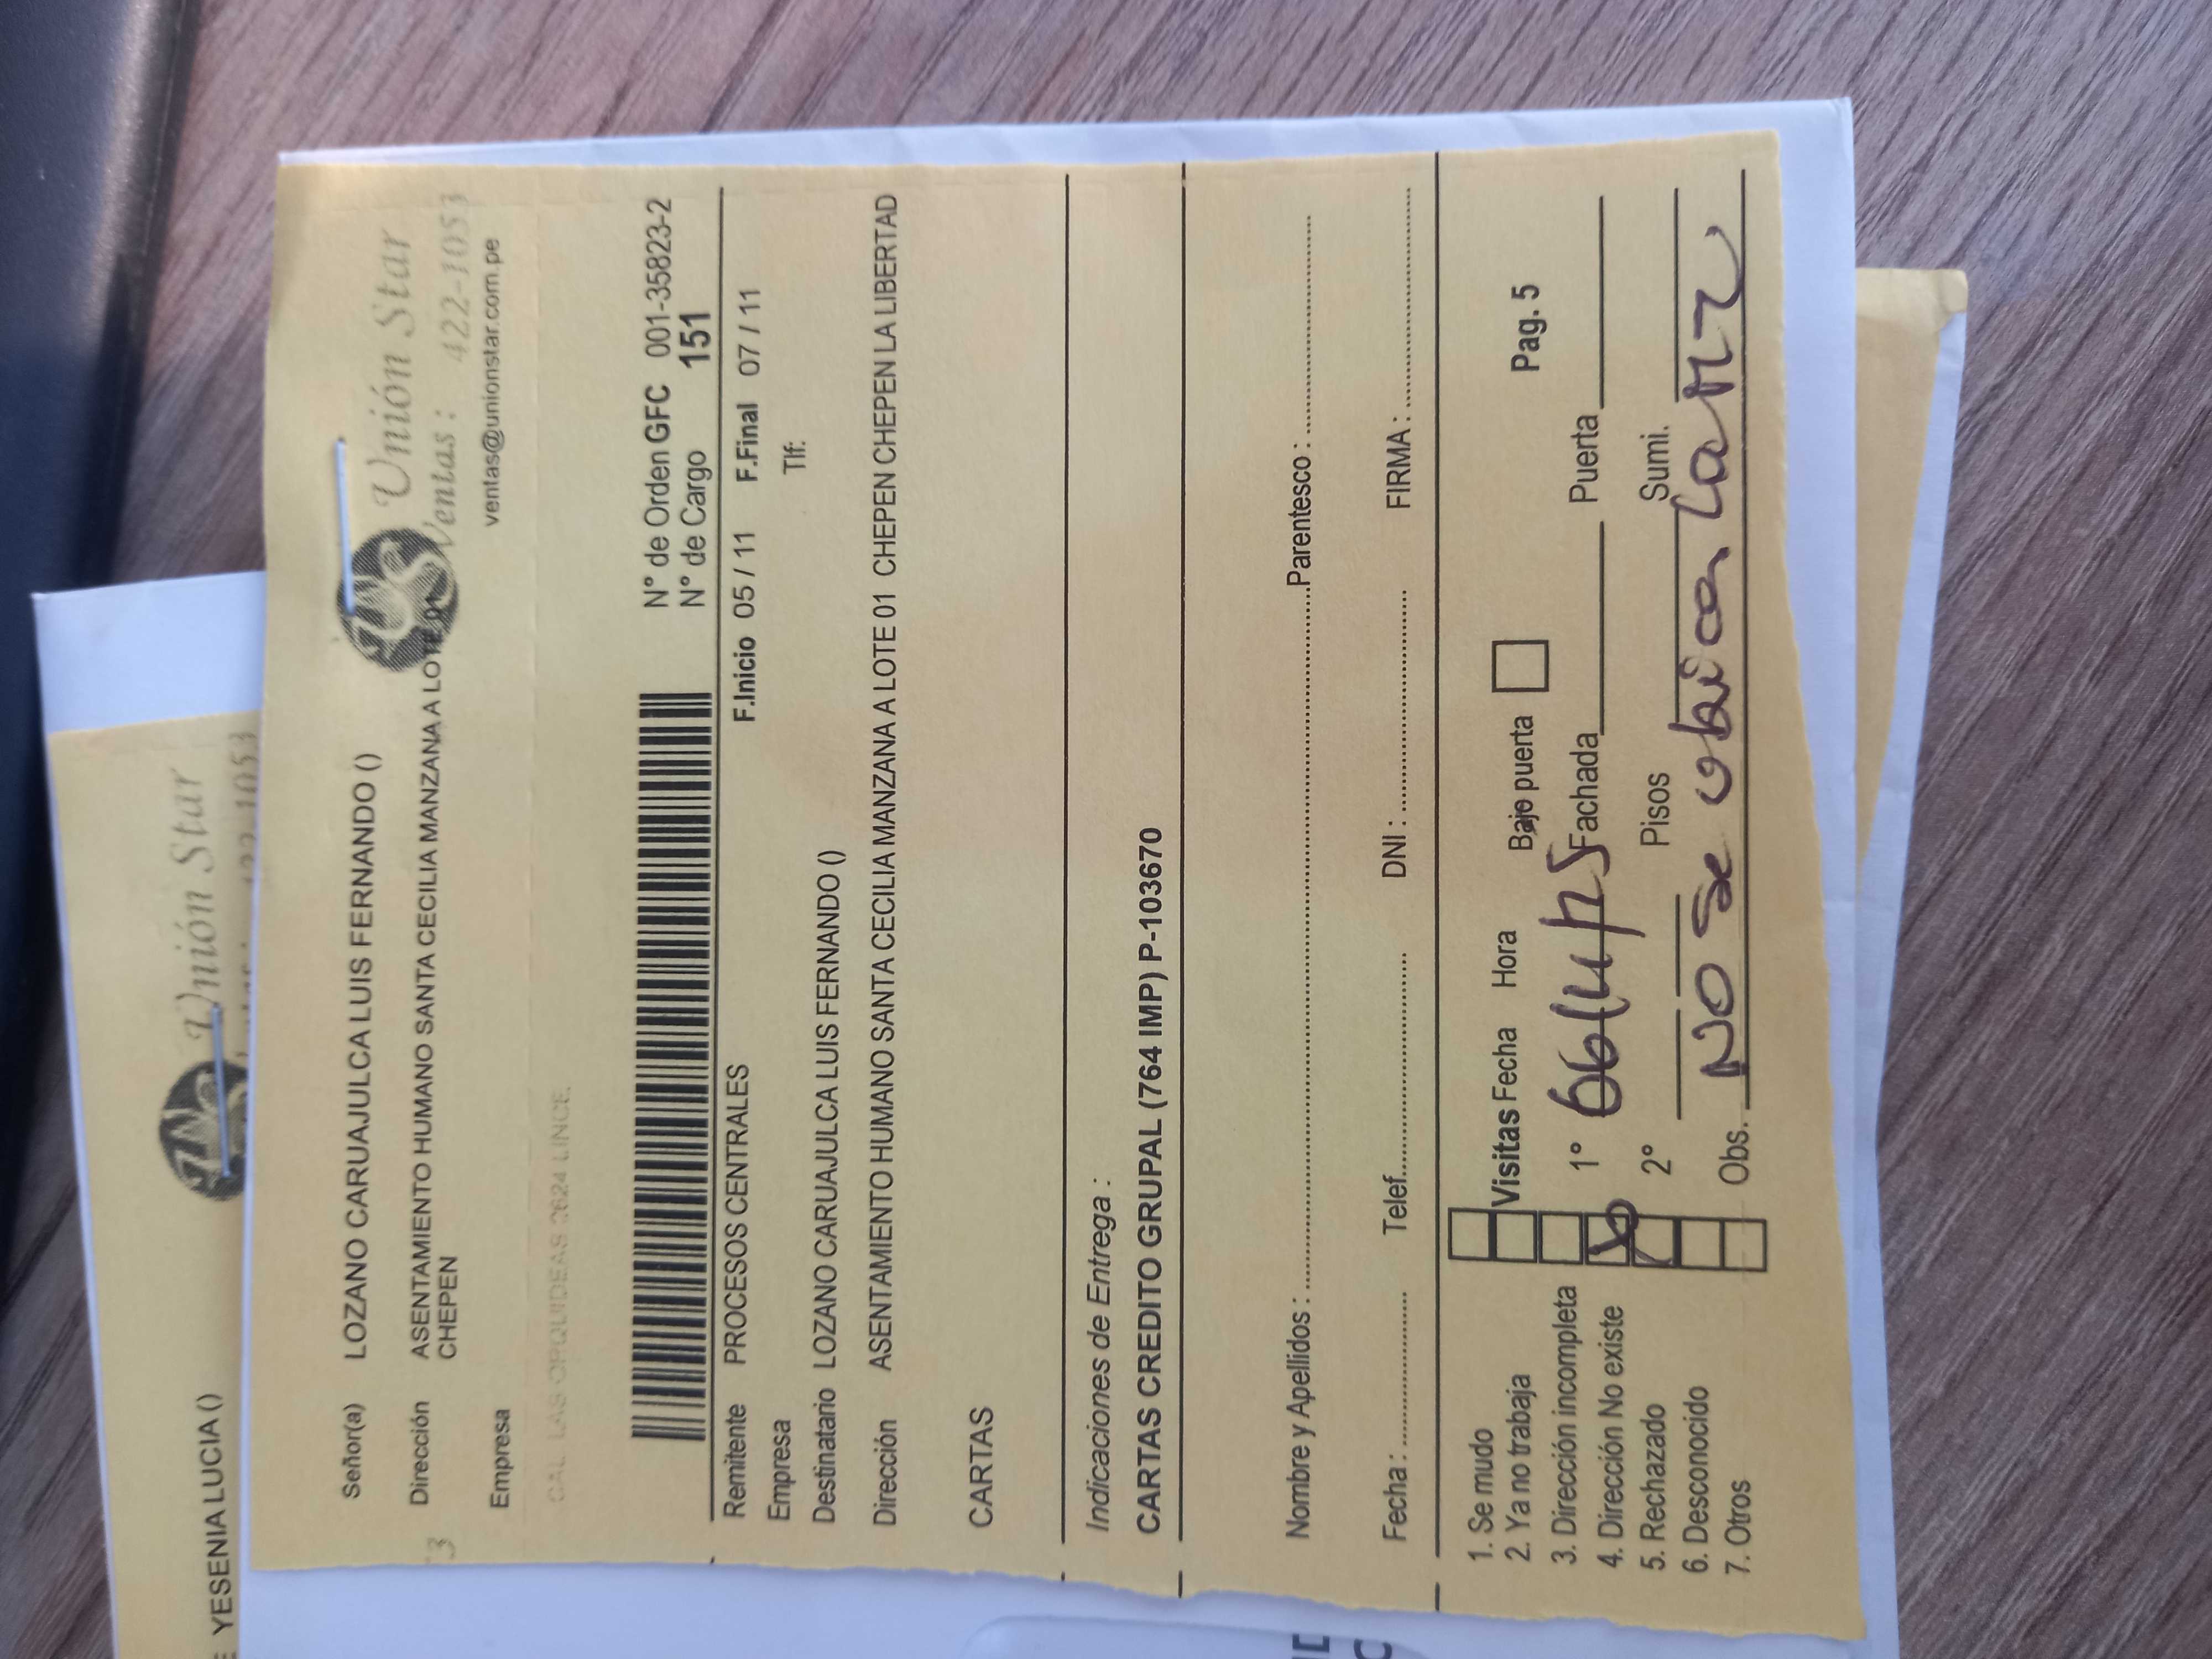 Unión Star
Ventas : 422-1053
ventas@unionstar.com.pe
Señor(a) LOZANO CARUAJULCA LUIS FERNANDO ()
Dirección ASENTAMIENTO HUMANO SANTA CECILIA MANZANA A LOTE 01
CHEPEN
Empresa
CAL. LAS ORQUIDEAS 2624 LINCE.
N° de Orden GFC 001-35823-2
N° de Cargo 151
Remitente PROCESOS CENTRALES F.Inicio 05 / 11 F.Final 07 / 11
Empresa Tlf:
Destinatario LOZANO CARUAJULCA LUIS FERNANDO ()
Dirección ASENTAMIENTO HUMANO SANTA CECILIA MANZANA A LOTE 01 CHEPEN CHEPEN LA LIBERTAD
CARTAS
Indicaciones de Entrega :
CARTAS CREDITO GRUPAL (764 IMP) P-103670
Nombre y Apellidos : Parentesco :
Fecha : Telef. DNI : FIRMA :
1. Se mudo
2. Ya no trabaja
3. Dirección incompleta
4. Dirección No existe
5. Rechazado
6. Desconocido
7. Otros
Visitas Fecha Hora Bajo puerta Pag. 5
1° Fachada Puerta
2° Pisos Sumi.
Obs. No se ubica la Mz
YESENIA LUCIA ()
Unión Star